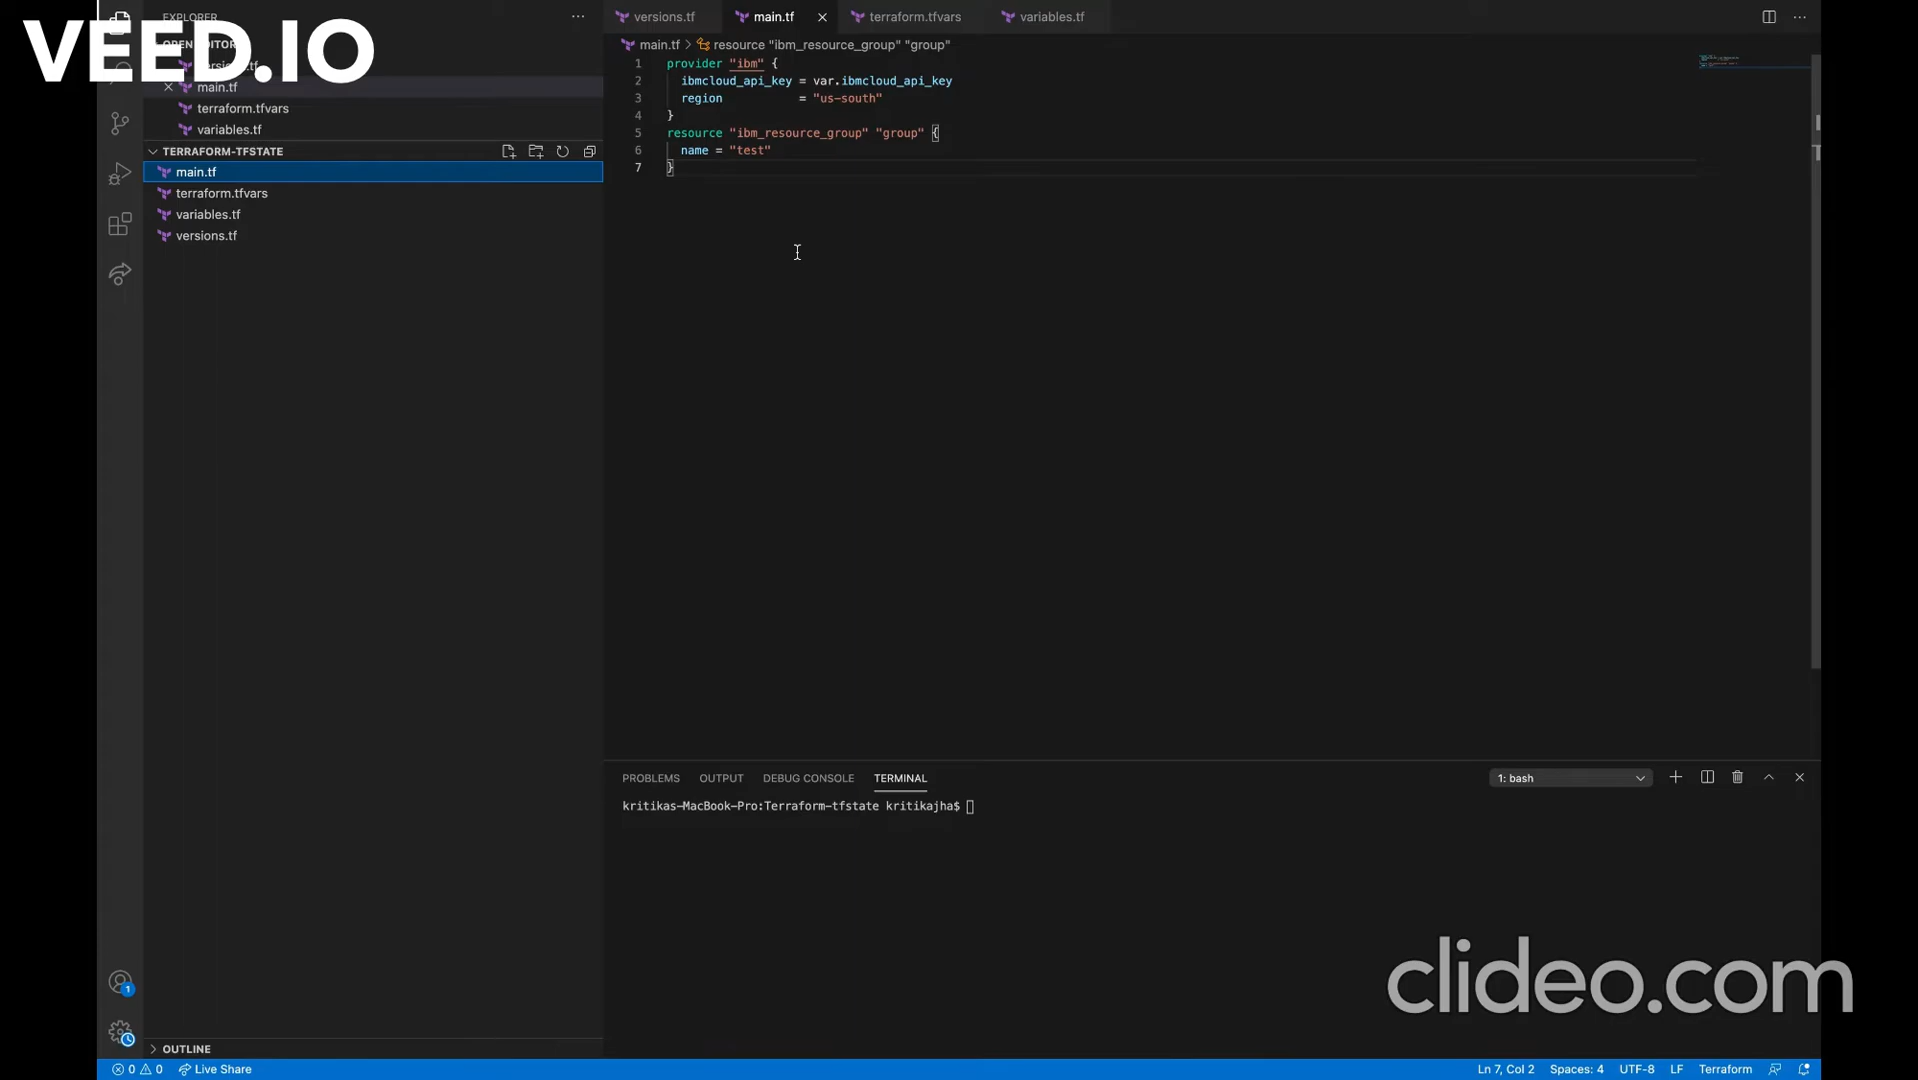 VEED.IO
EXPLORER
OPEN EDITOR
main.tf
terraform.tfvars
variables.tf
TERRAFORM-TFSTATE
main.tf
terraform.tfvars
variables.tf
versions.tf
OUTLINE
versions.tf main.tf terraform.tfvars variables.tf
main.tf > resource "ibm_resource_group" "group"
1 provider "ibm" {
2 ibmcloud_api_key = var.ibmcloud_api_key
3 region = "us-south"
4 }
5 resource "ibm_resource_group" "group" {
6 name = "test"
7 }
PROBLEMS OUTPUT DEBUG CONSOLE TERMINAL 1: bash
kritikas-MacBook-Pro:Terraform-tfstate kritikajha$
clideo.com
1
0 0 Live Share Ln 7, Col 2 Spaces: 4 UTF-8 LF Terraform